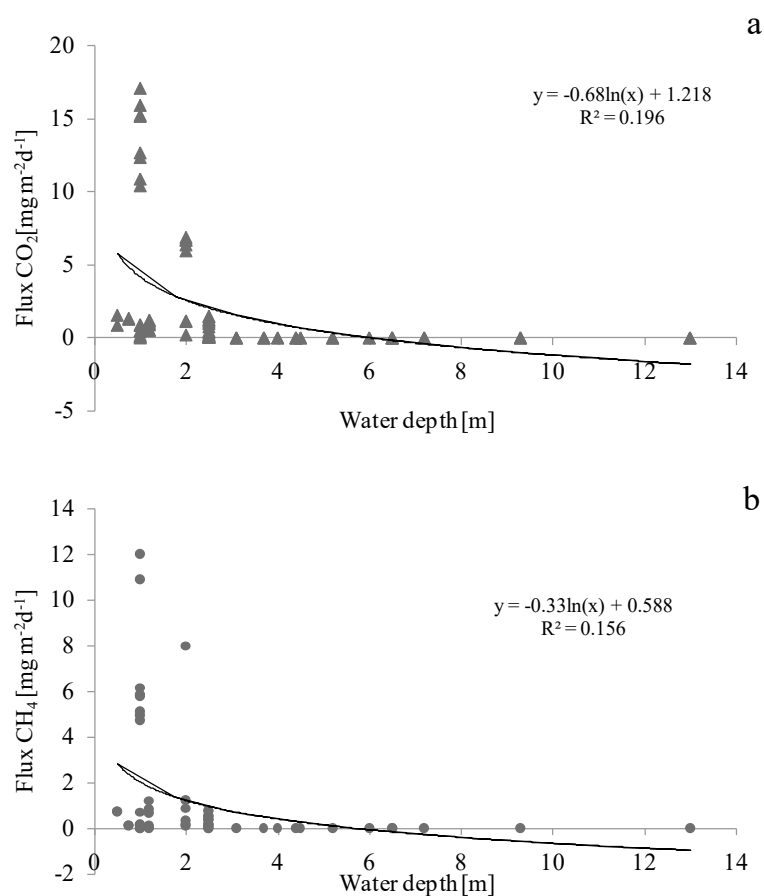 a
20
15
10
5
0
-5
Flux CO₂[mg m⁻²d⁻¹]
y = -0.68ln(x) + 1.218
R² = 0.196
0 2 4 6 8 10 12 14
Water depth [m]
b
14
12
10
8
6
4
2
0
-2
Flux CH₄ [mg m⁻²d⁻¹]
y = -0.33ln(x) + 0.588
R² = 0.156
0 2 4 6 8 10 12 14
Water depth [m]